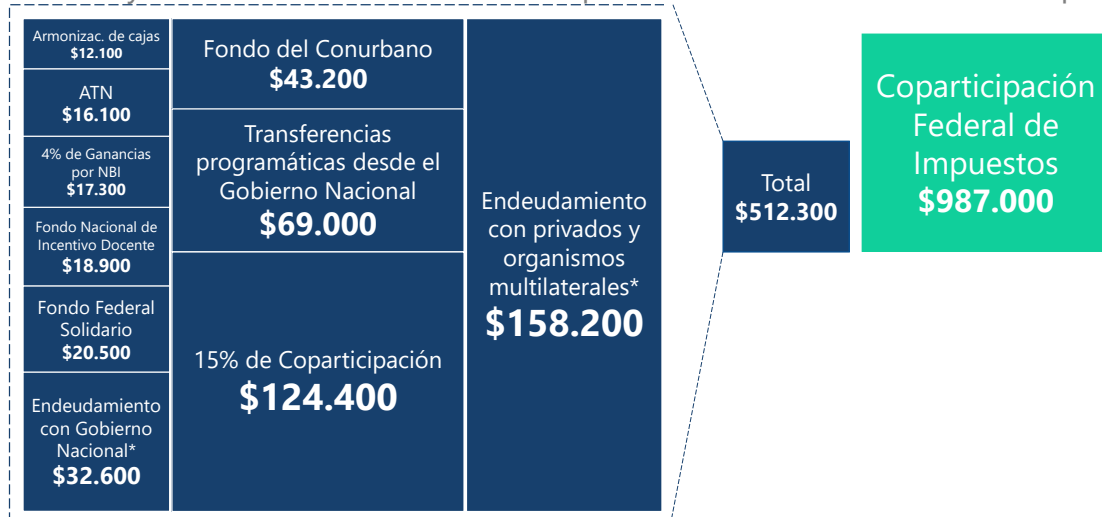 Armonizac. de cajas
$12.100
ATN
$16.100
4% de Ganancias
por NBI
$17.300
Fondo Nacional de
Incentivo Docente
$18.900
Fondo Federal
Solidario
$20.500
Endeudamiento
con Gobierno
Nacional*
$32.600
Fondo del Conurbano
$43.200
Transferencias
programáticas desde el
Gobierno Nacional
$69.000
15% de Coparticipación
$124.400
Endeudamiento
con privados y
organismos
multilaterales*
$158.200
Total
$512.300
Coparticipación
Federal de
Impuestos
$987.000